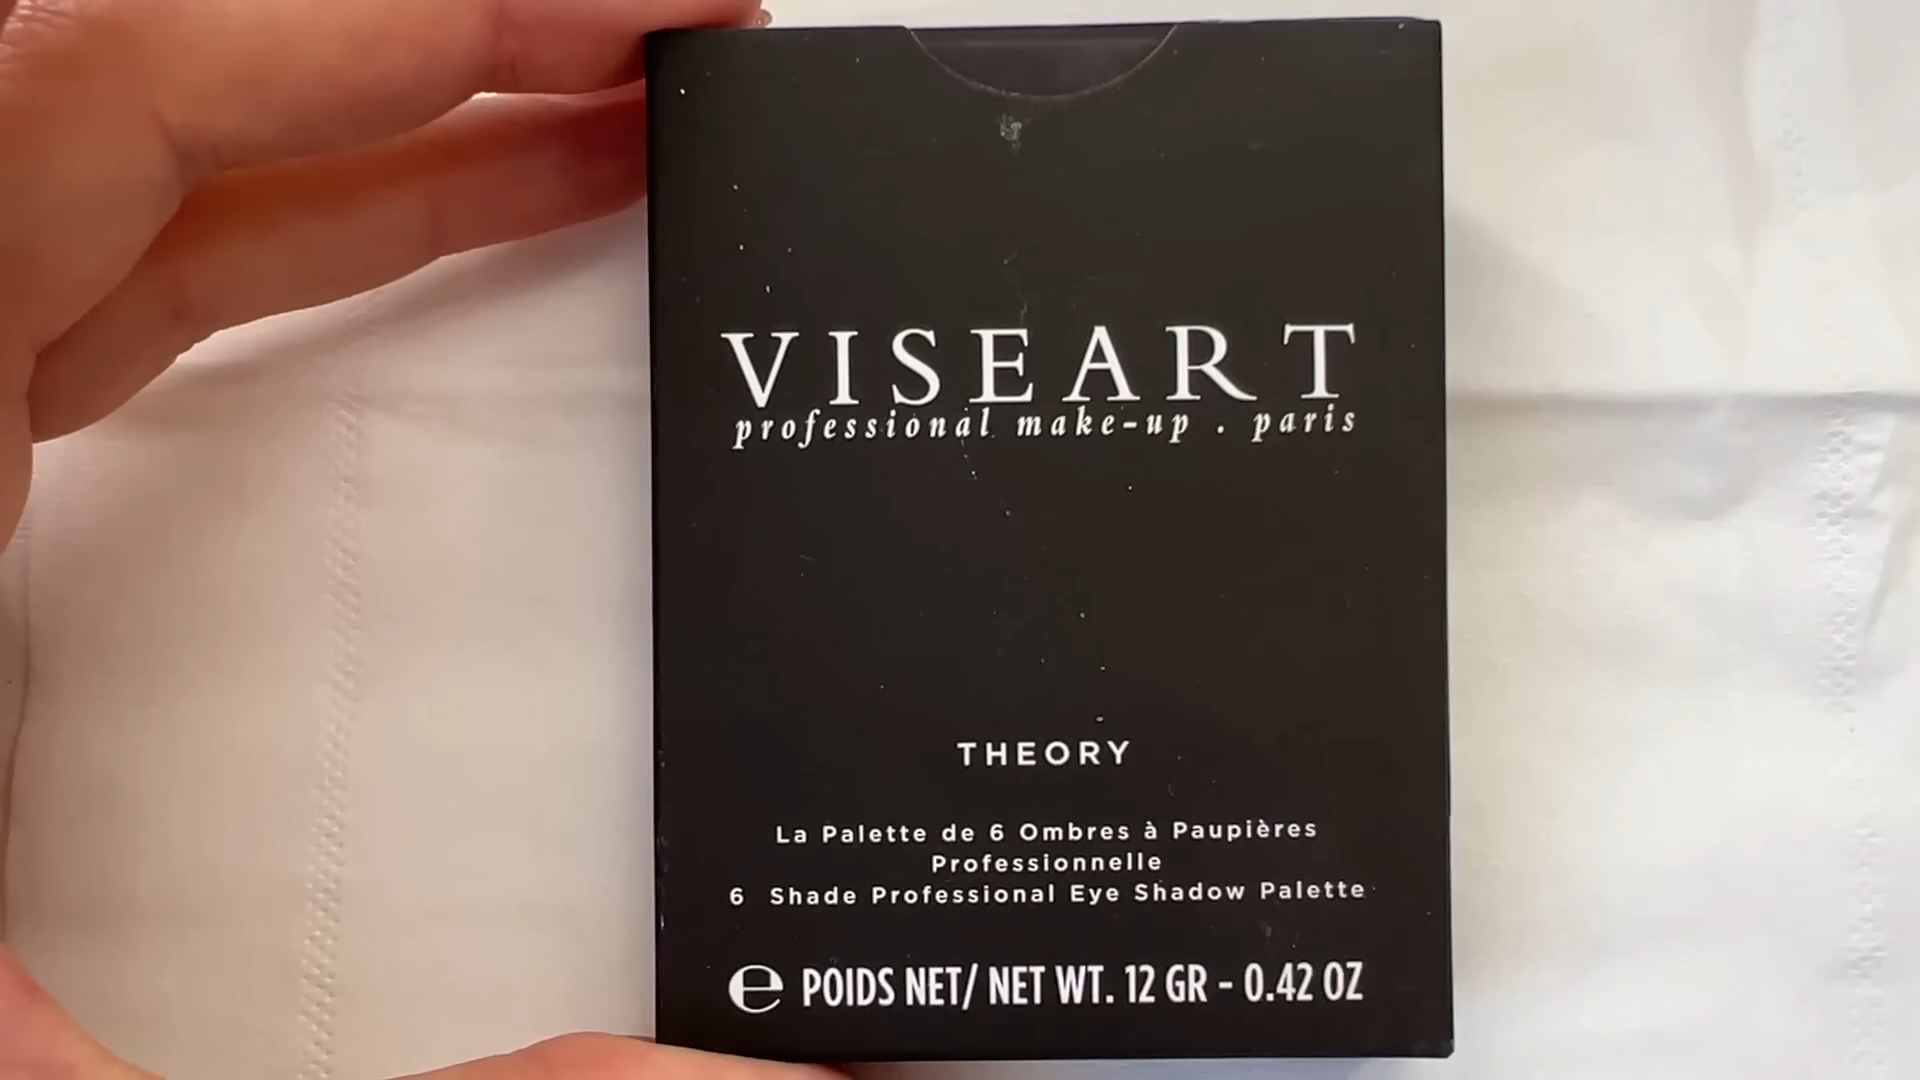 VISEART
professional make-up . paris
THEORY
La Palette de 6 Ombres à Paupières
Professionnelle
6 Shade Professional Eye Shadow Palette
℮ POIDS NET/ NET WT. 12 GR - 0.42 OZ